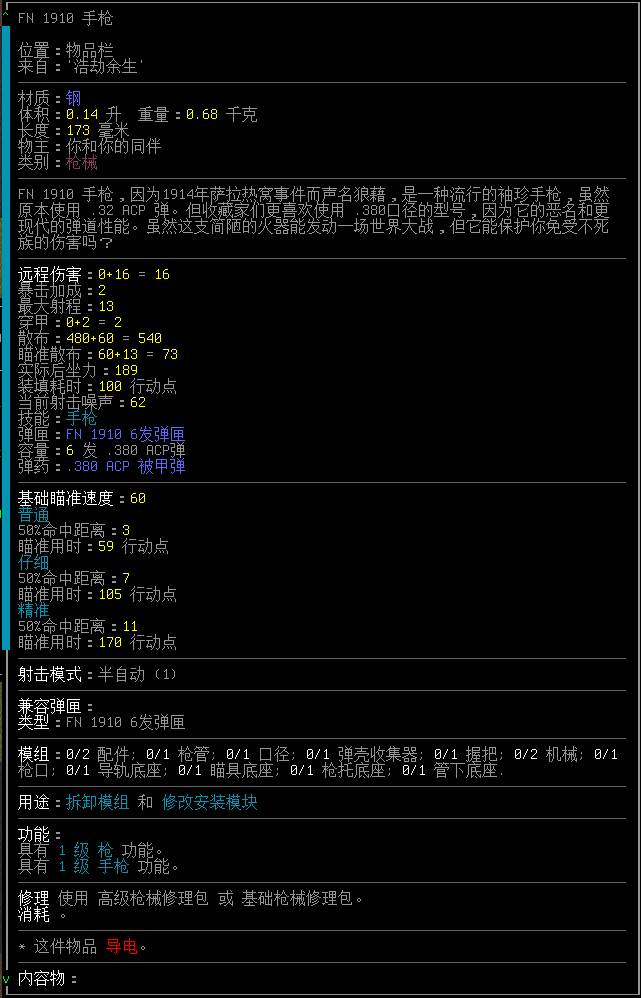 FN 1910 手枪
位置：物品栏
来自：'浩劫余生'
材质：钢
体积：0.14 升  重量：0.68 千克
长度：173 毫米
物主：你和你的同伴
类别：枪械
FN 1910 手枪，因为1914年萨拉热窝事件而声名狼藉，是一种流行的袖珍手枪，虽然
原本使用 .32 ACP 弹。但收藏家们更喜欢使用 .380口径的型号，因为它的恶名和更
现代的弹道性能。虽然这支简陋的火器能发动一场世界大战，但它能保护你免受不死
族的伤害吗？
远程伤害：0+16 = 16
暴击加成：2
最大射程：13
穿甲：0+2 = 2
散布：480+60 = 540
瞄准散布：60+13 = 73
实际后坐力：189
装填耗时：100 行动点
当前射击噪声：62
技能：手枪
弹匣：FN 1910 6发弹匣
容量：6 发 .380 ACP弹
弹药：.380 ACP 被甲弹
基础瞄准速度：60
普通
50%命中距离：3
瞄准用时：59 行动点
仔细
50%命中距离：7
瞄准用时：105 行动点
精准
50%命中距离：11
瞄准用时：170 行动点
射击模式：半自动 (1)
兼容弹匣：
类型：FN 1910 6发弹匣
模组：0/2 配件; 0/1 枪管; 0/1 口径; 0/1 弹壳收集器; 0/1 握把; 0/2 机械; 0/1
枪口; 0/1 导轨底座; 0/1 瞄具底座; 0/1 枪托底座; 0/1 管下底座.
用途：拆卸模组 和 修改安装模块
功能：
具有 1 级 枪 功能。
具有 1 级 手枪 功能。
修理 使用 高级枪械修理包 或 基础枪械修理包。
消耗 。
* 这件物品 导电。
内容物：